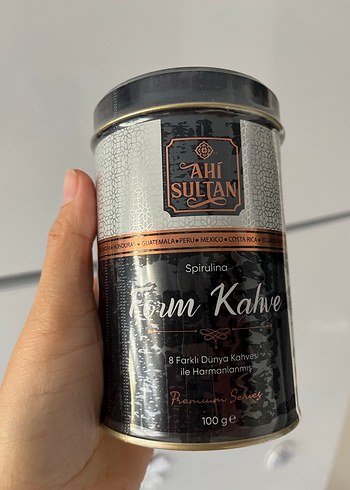 AHİ
SULTAN
HONDURAS • GUATEMALA • PERU • MEXICO • COSTA RICA
Spirulina
Form Kahve
8 Farklı Dünya Kahvesi
ile Harmanlanmış
Premium Series
100 g ℮